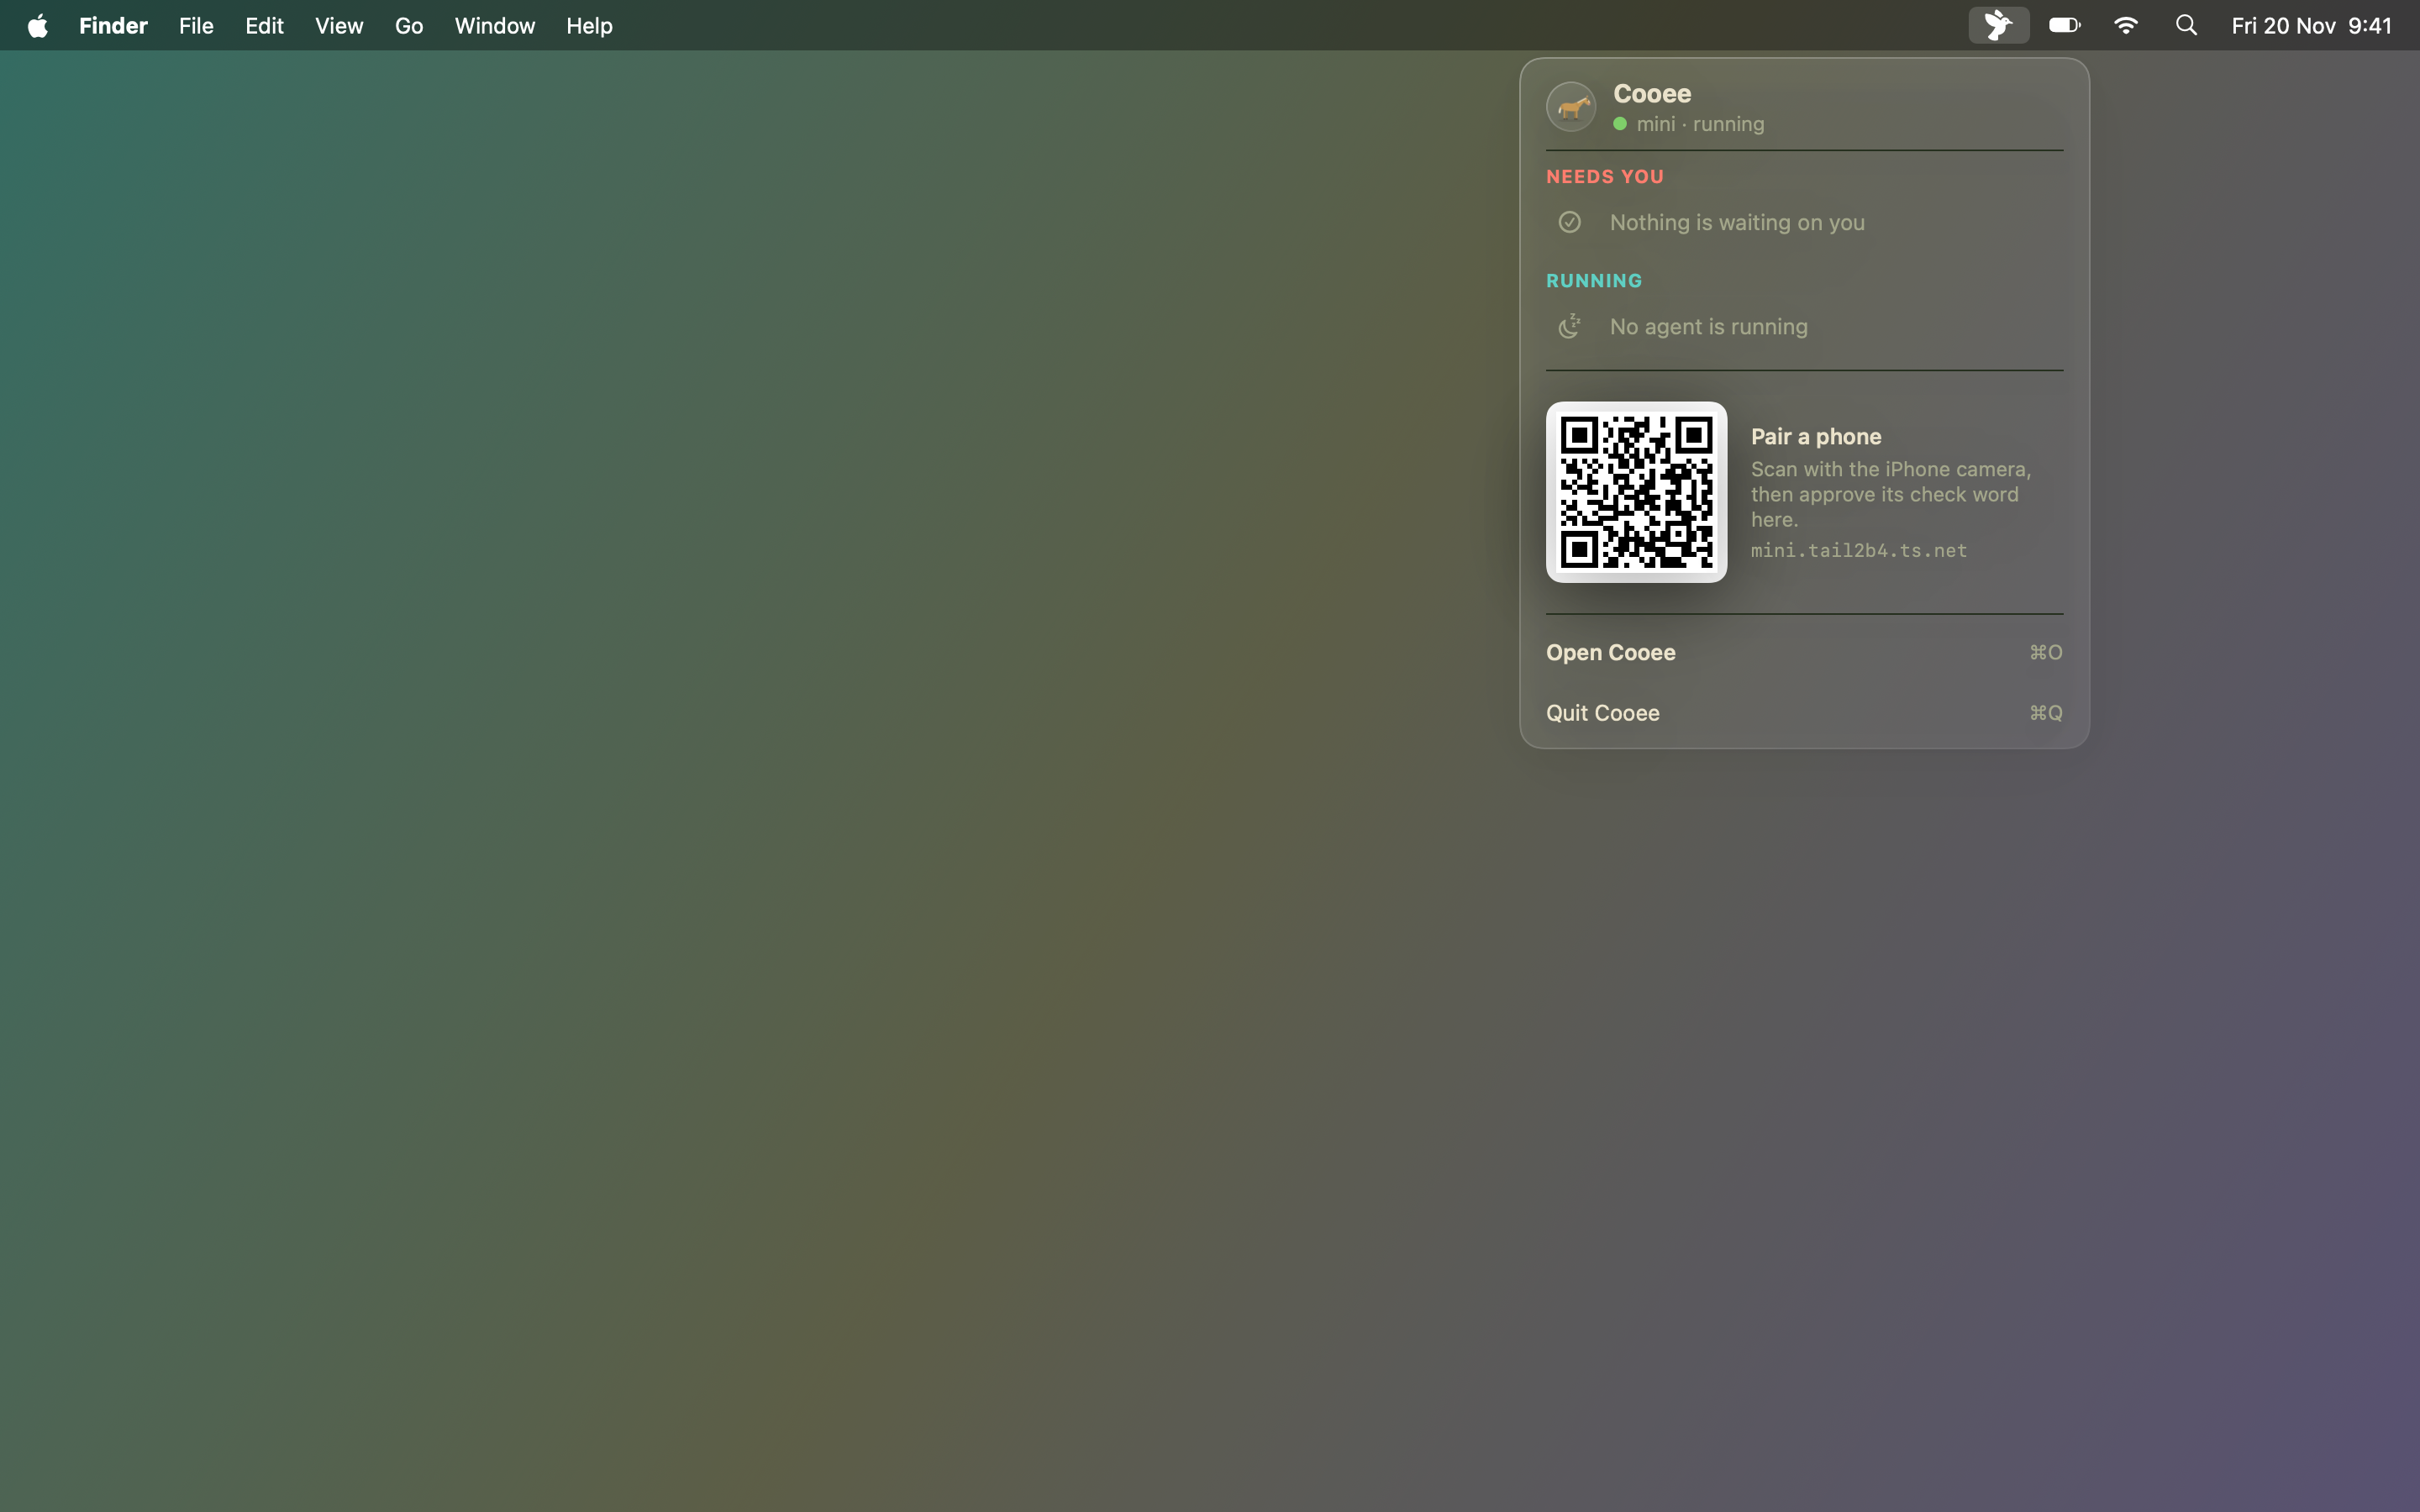 Finder File Edit View Go Window Help Fri 20 Nov 9:41
Cooee
mini · running
NEEDS YOU
Nothing is waiting on you
RUNNING
No agent is running
Pair a phone
Scan with the iPhone camera,
then approve its check word
here.
mini.tail2b4.ts.net
Open Cooee ⌘O
Quit Cooee ⌘Q